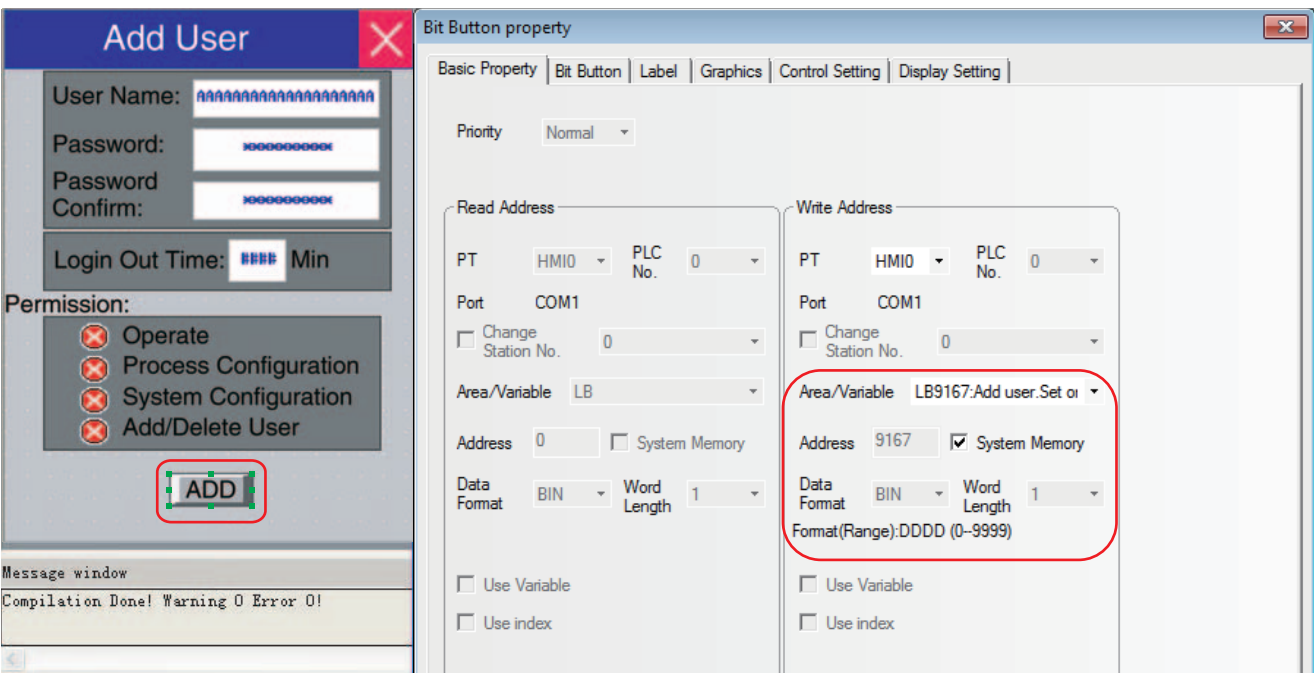 Add User
User Name: AAAAAAAAAAAAAAAAAAAA
Password: ***********
Password
Confirm: ***********
Login Out Time: #### Min
Permission:
Operate
Process Configuration
System Configuration
Add/Delete User
ADD
Message window
Compilation Done! Warning 0 Error 0!
Bit Button property
Basic Property Bit Button Label Graphics Control Setting Display Setting
Priority Normal
Read Address
PT HMI0 PLC No. 0
Port COM1
Change Station No. 0
Area/Variable LB
Address 0 System Memory
Data Format BIN Word Length 1
Use Variable
Use index
Write Address
PT HMI0 PLC No. 0
Port COM1
Change Station No. 0
Area/Variable LB9167:Add user.Set
Address 9167 System Memory
Data Format BIN Word Length 1
Format(Range):DDDD (0--9999)
Use Variable
Use index